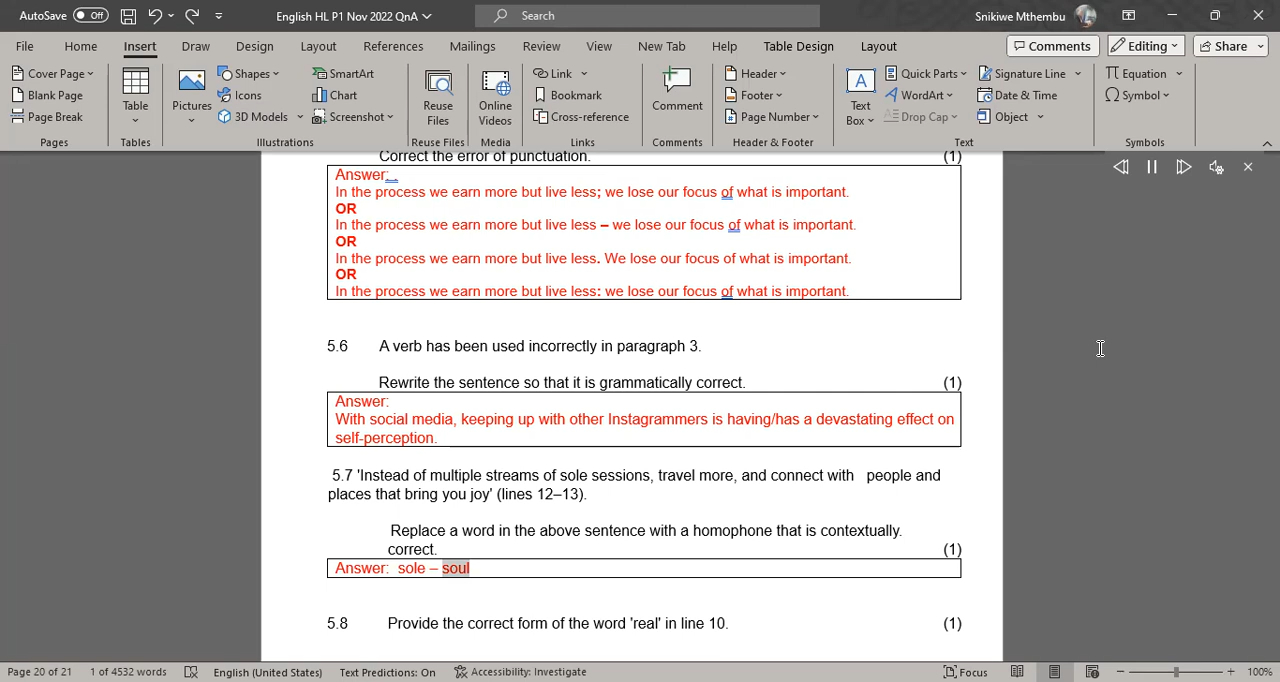 AutoSave Off English HL P1 Nov 2022 QnA Search Snikiwe Mthembu
File Home Insert Draw Design Layout References Mailings Review View New Tab Help Table Design Layout Comments Editing Share
Cover Page
Blank Page
Page Break
Pages
Table
Tables
Pictures
Shapes
Icons
3D Models
SmartArt
Chart
Screenshot
Illustrations
Reuse
Files
Reuse Files
Online
Videos
Media
Link
Bookmark
Cross-reference
Links
Comment
Comments
Header
Footer
Page Number
Header & Footer
Text
Box
Quick Parts
WordArt
Drop Cap
Signature Line
Date & Time
Object
Text
Equation
Symbol
Symbols
Correct the error of punctuation. (1)
Answer:
In the process we earn more but live less; we lose our focus of what is important.
OR
In the process we earn more but live less – we lose our focus of what is important.
OR
In the process we earn more but live less. We lose our focus of what is important.
OR
In the process we earn more but live less: we lose our focus of what is important.
5.6 A verb has been used incorrectly in paragraph 3.
Rewrite the sentence so that it is grammatically correct. (1)
Answer:
With social media, keeping up with other Instagrammers is having/has a devastating effect on
self-perception.
5.7 'Instead of multiple streams of sole sessions, travel more, and connect with people and
places that bring you joy' (lines 12–13).
Replace a word in the above sentence with a homophone that is contextually.
correct. (1)
Answer: sole – soul
5.8 Provide the correct form of the word 'real' in line 10. (1)
Page 20 of 21 1 of 4532 words English (United States) Text Predictions: On Accessibility: Investigate Focus 100%